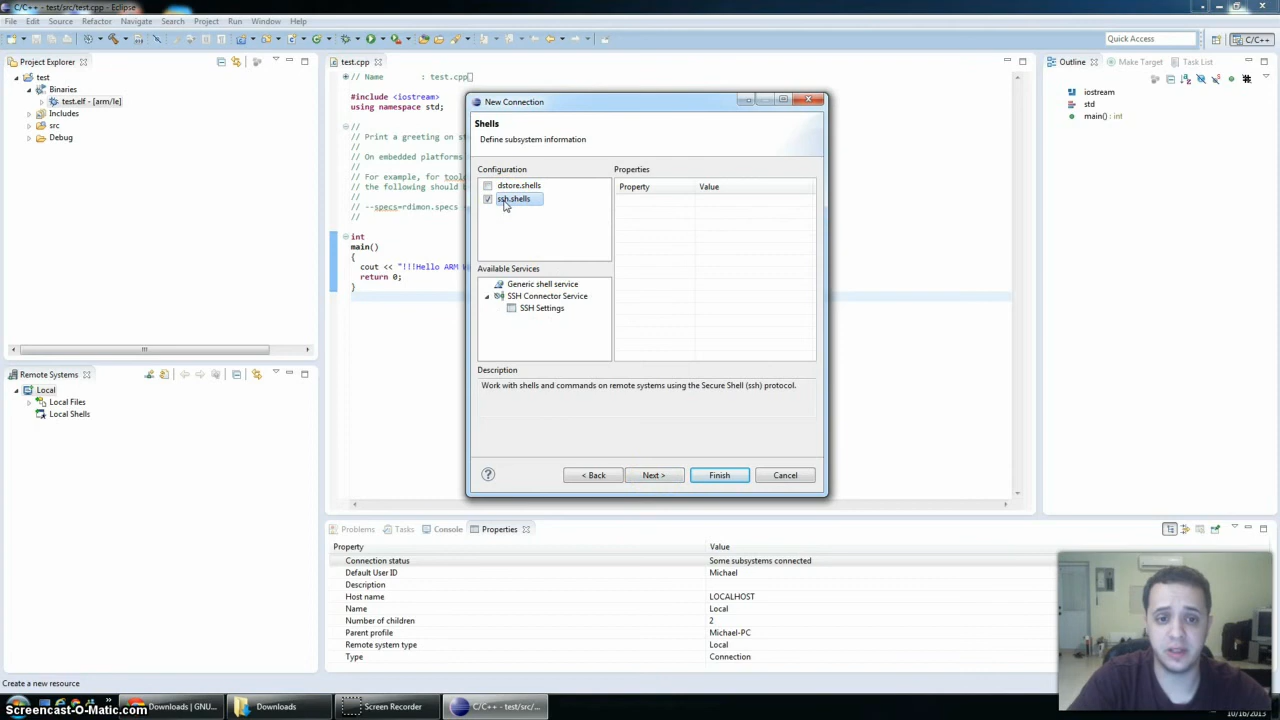 C/C++ - test/src/test.cpp - Eclipse
File Edit Source Refactor Navigate Search Project Run Window Help
Quick Access
C/C++
Project Explorer
test
Binaries
test.elf - [arm/le]
Includes
src
Debug
test.cpp
// Name : test.cpp
#include <iostream>
using namespace std;
//
// Print a greeting on st
//
// On embedded platforms
//
// For example, for tool
// the following should b
//
// --specs=rdimon.specs
//
int
main()
{
cout << "!!!Hello ARM W
return 0;
}
New Connection
Shells
Define subsystem information
Configuration
dstore.shells
ssh.shells
Available Services
Generic shell service
SSH Connector Service
SSH Settings
Properties
Property Value
Description
Work with shells and commands on remote systems using the Secure Shell (ssh) protocol.
< Back Next > Finish Cancel
Outline Make Target Task List
iostream
std
main() : int
Remote Systems
Local
Local Files
Local Shells
Problems Tasks Console Properties
Property Value
Connection status Some subsystems connected
Default User ID Michael
Description
Host name LOCALHOST
Name Local
Number of children 2
Parent profile Michael-PC
Remote system type Local
Type Connection
Create a new resource
Downloads | GNU... Downloads Screen Recorder C/C++ - test/src/...
Screencast-O-Matic.com
10/16/2013